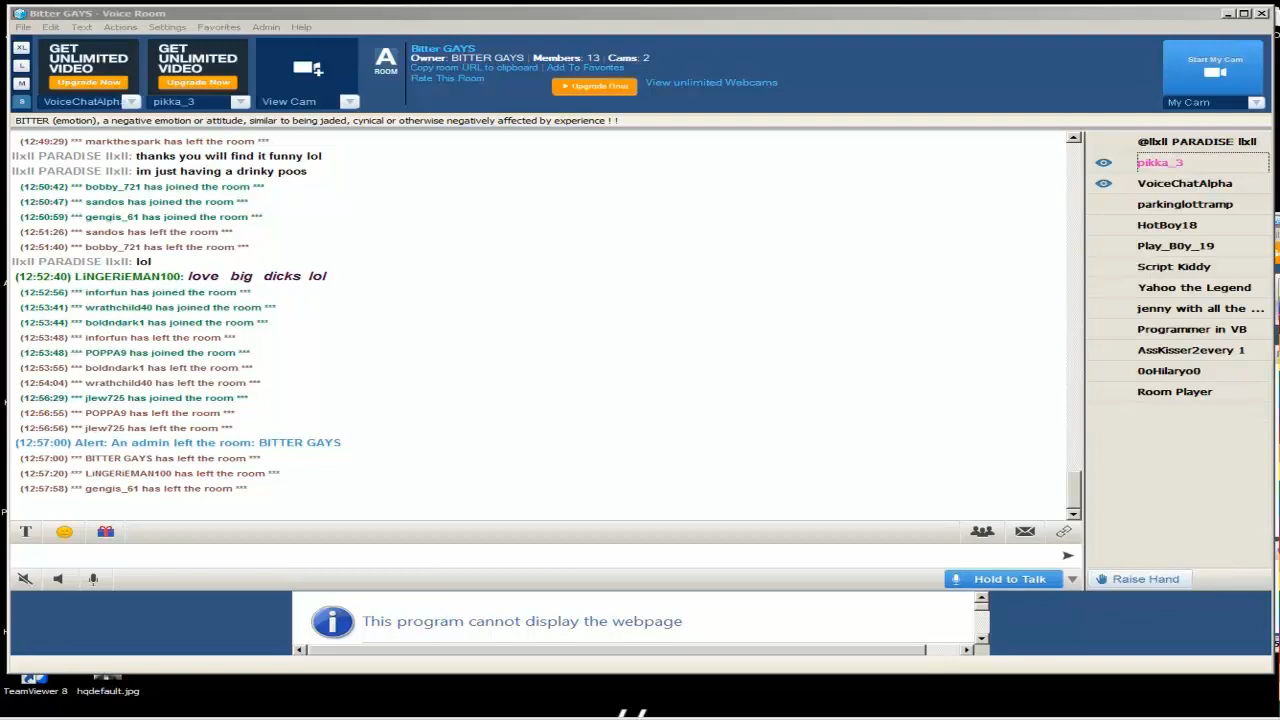 Bitter GAYS - Voice Room
File Edit Text Actions Settings Favorites Admin Help
XL
L
M
S
GET UNLIMITED VIDEO
Upgrade Now
VoiceChatAlph
GET UNLIMITED VIDEO
Upgrade Now
pikka_3
View Cam
A
ROOM
Bitter GAYS
Owner: BITTER GAYS | Members: 13 | Cams: 2
Copy room URL to clipboard | Add To Favorites
Rate This Room
Upgrade Now
View unlimited Webcams
Start My Cam
My Cam
BITTER (emotion), a negative emotion or attitude, similar to being jaded, cynical or otherwise negatively affected by experience ! !
(12:49:29) *** markthespark has left the room ***
llxll PARADISE llxll: thanks you will find it funny lol
llxll PARADISE llxll: im just having a drinky poos
(12:50:42) *** bobby_721 has joined the room ***
(12:50:47) *** sandos has joined the room ***
(12:50:59) *** gengis_61 has joined the room ***
(12:51:26) *** sandos has left the room ***
(12:51:40) *** bobby_721 has left the room ***
llxll PARADISE llxll: lol
(12:52:40) LiNGERiEMAN100: love big dicks lol
(12:52:56) *** inforfun has joined the room ***
(12:53:41) *** wrathchild40 has joined the room ***
(12:53:44) *** boldndark1 has joined the room ***
(12:53:48) *** inforfun has left the room ***
(12:53:48) *** POPPA9 has joined the room ***
(12:53:55) *** boldndark1 has left the room ***
(12:54:04) *** wrathchild40 has left the room ***
(12:56:29) *** jlew725 has joined the room ***
(12:56:55) *** POPPA9 has left the room ***
(12:56:56) *** jlew725 has left the room ***
(12:57:00) Alert: An admin left the room: BITTER GAYS
(12:57:00) *** BITTER GAYS has left the room ***
(12:57:20) *** LiNGERiEMAN100 has left the room ***
(12:57:58) *** gengis_61 has left the room ***
@llxll PARADISE llxll
pikka_3
VoiceChatAlpha
parkinglottramp
HotBoy18
Play_B0y_19
Script Kiddy
Yahoo the Legend
jenny with all the ...
Programmer in VB
AssKisser2every 1
0oHilaryo0
Room Player
T
Hold to Talk
Raise Hand
This program cannot display the webpage
TeamViewer 8 hqdefault.jpg